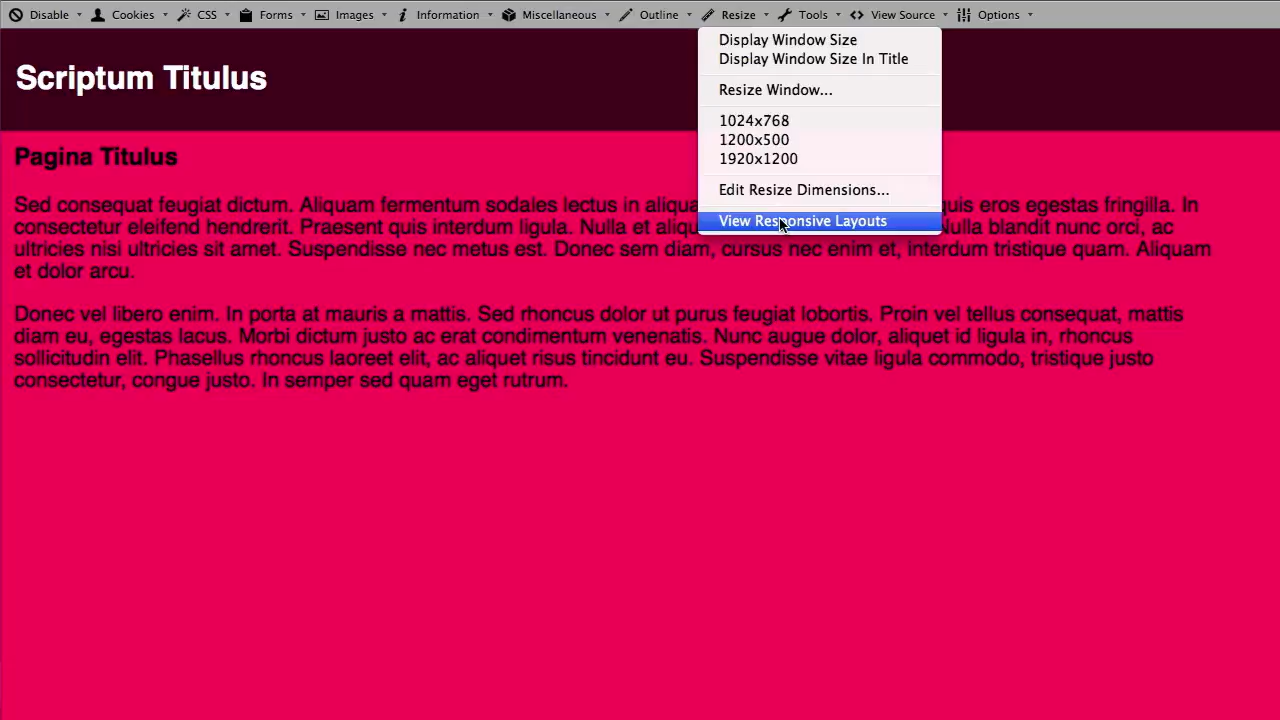 Disable Cookies CSS Forms Images Information Miscellaneous Outline Resize Tools View Source Options
Display Window Size
Display Window Size In Title
Resize Window...
1024x768
1200x500
1920x1200
Edit Resize Dimensions...
View Responsive Layouts
Scriptum Titulus
Pagina Titulus
Sed consequat feugiat dictum. Aliquam fermentum sodales lectus in aliqua quis eros egestas fringilla. In
consectetur eleifend hendrerit. Praesent quis interdum ligula. Nulla et aliqu Nulla blandit nunc orci, ac
ultricies nisi ultricies sit amet. Suspendisse nec metus est. Donec sem diam, cursus nec enim et, interdum tristique quam. Aliquam
et dolor arcu.
Donec vel libero enim. In porta at mauris a mattis. Sed rhoncus dolor ut purus feugiat lobortis. Proin vel tellus consequat, mattis
diam eu, egestas lacus. Morbi dictum justo ac erat condimentum venenatis. Nunc augue dolor, aliquet id ligula in, rhoncus
sollicitudin elit. Phasellus rhoncus laoreet elit, ac aliquet risus tincidunt eu. Suspendisse vitae ligula commodo, tristique justo
consectetur, congue justo. In semper sed quam eget rutrum.